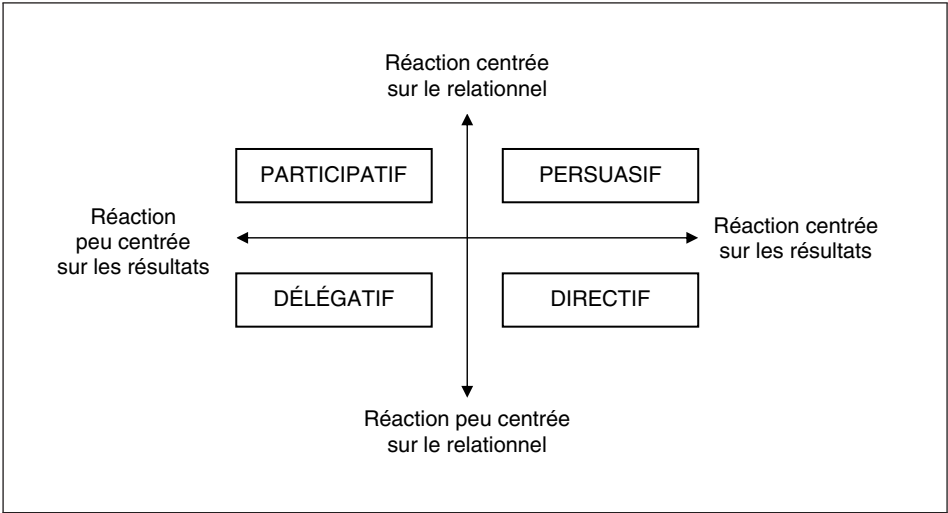 Réaction centrée
sur le relationnel
PARTICIPATIF
PERSUASIF
Réaction
peu centrée
sur les résultats
Réaction centrée
sur les résultats
DÉLÉGATIF
DIRECTIF
Réaction peu centrée
sur le relationnel